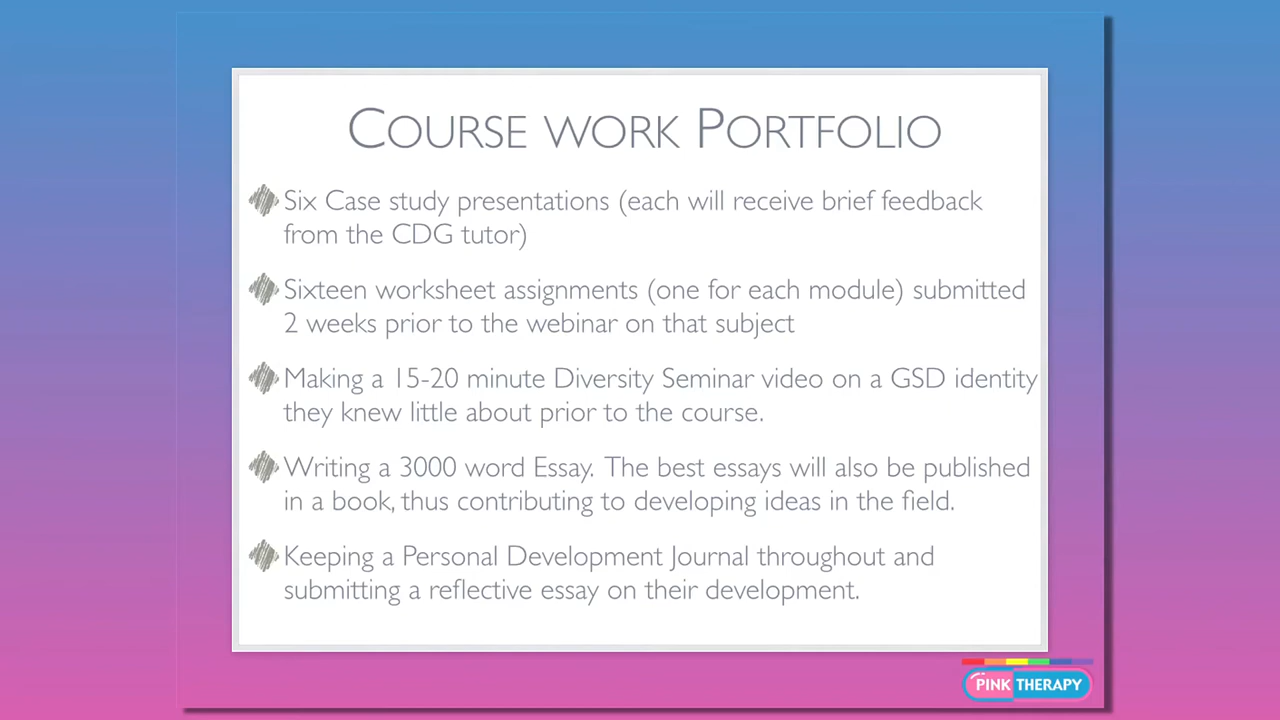 Course work Portfolio
Six Case study presentations (each will receive brief feedback
from the CDG tutor)
Sixteen worksheet assignments (one for each module) submitted
2 weeks prior to the webinar on that subject
Making a 15-20 minute Diversity Seminar video on a GSD identity
they knew little about prior to the course.
Writing a 3000 word Essay. The best essays will also be published
in a book, thus contributing to developing ideas in the field.
Keeping a Personal Development Journal throughout and
submitting a reflective essay on their development.
PINK THERAPY